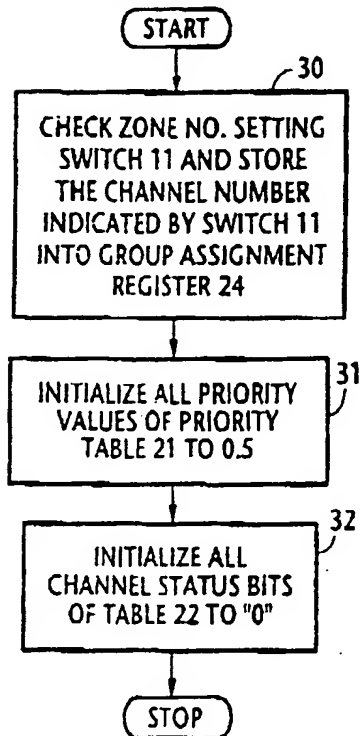 START
30
CHECK ZONE NO. SETTING
SWITCH 11 AND STORE
THE CHANNEL NUMBER
INDICATED BY SWITCH 11
INTO GROUP ASSIGNMENT
REGISTER 24
31
INITIALIZE ALL PRIORITY
VALUES OF PRIORITY
TABLE 21 TO 0.5
32
INITIALIZE ALL
CHANNEL STATUS BITS
OF TABLE 22 TO "0"
STOP